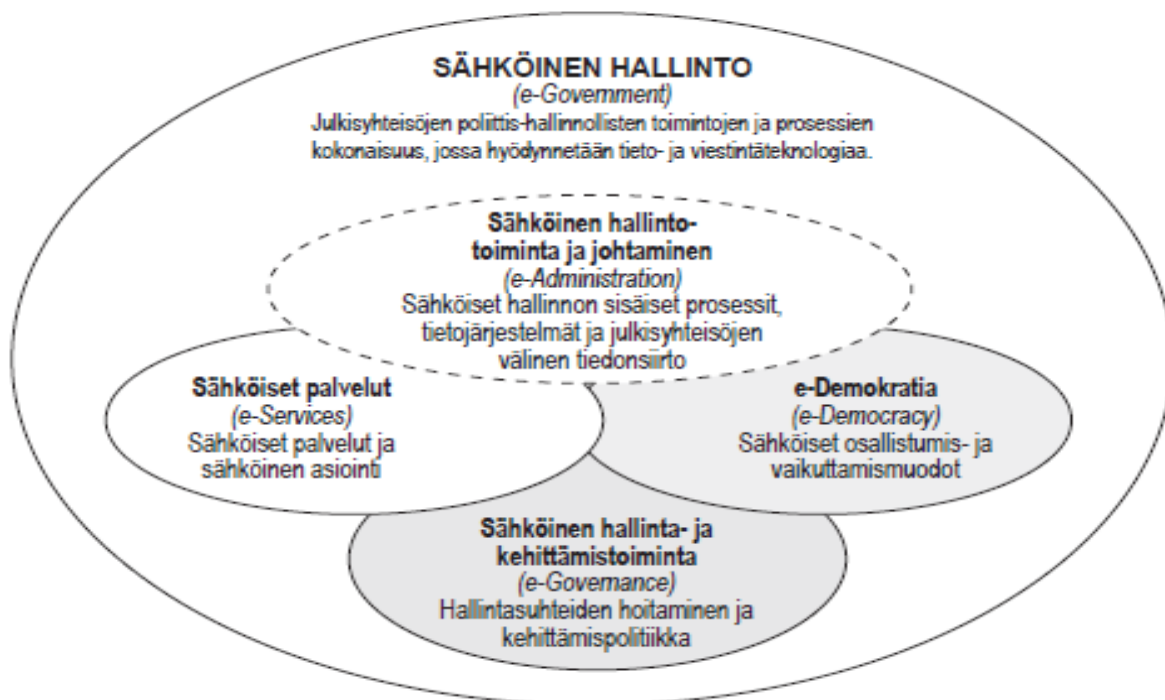 SÄHKÖINEN HALLINTO
(e-Government)
Julkisyhteisöjen poliittis-hallinnollisten toimintojen ja prosessien
kokonaisuus, jossa hyödynnetään tieto- ja viestintäteknologiaa.
Sähköinen hallinto-
toiminta ja johtaminen
(e-Administration)
Sähköiset hallinnon sisäiset prosessit,
tietojärjestelmät ja julkisyhteisöjen
välinen tiedonsiirto
Sähköiset palvelut
(e-Services)
Sähköiset palvelut ja
sähköinen asiointi
e-Demokratia
(e-Democracy)
Sähköiset osallistumis- ja
vaikuttamismuodot
Sähköinen hallinta- ja
kehittämistoiminta
(e-Governance)
Hallintasuhteiden hoitaminen ja
kehittämispolitiikka